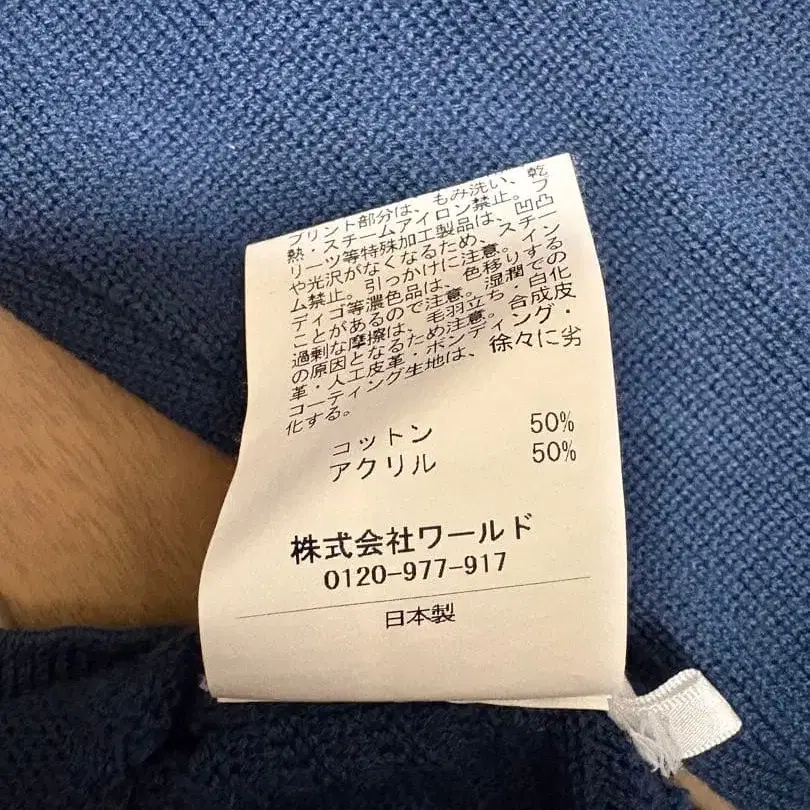 プリント部分は、もみ洗い、乾
熱・スチームアイロン禁止。プ
リーツ等特殊加工製品は、凹凸
や光沢がなくなるため、スチー
ム禁止。引っかけに注意。イン
ディゴ等濃色品は、色移りする
ことがあるので注意。湿潤での
過剰な摩擦は、毛羽立ち・白化
の原因となるため注意。合成皮
革・人工皮革・ボンディング・
コーティング生地は、徐々に劣
化する。
コットン 50%
アクリル 50%
株式会社ワールド
0120-977-917
日本製